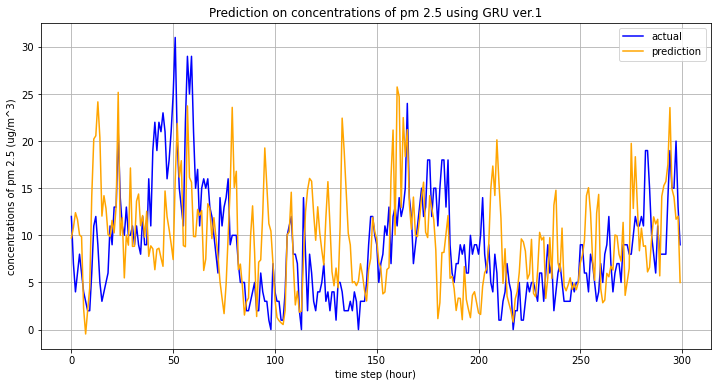 Prediction on concentrations of pm 2.5 using GRU ver.1
actual
prediction
concentrations of pm 2.5 (ug/m^3)
30
25
20
15
10
5
0
0 50 100 150 200 250 300
time step (hour)